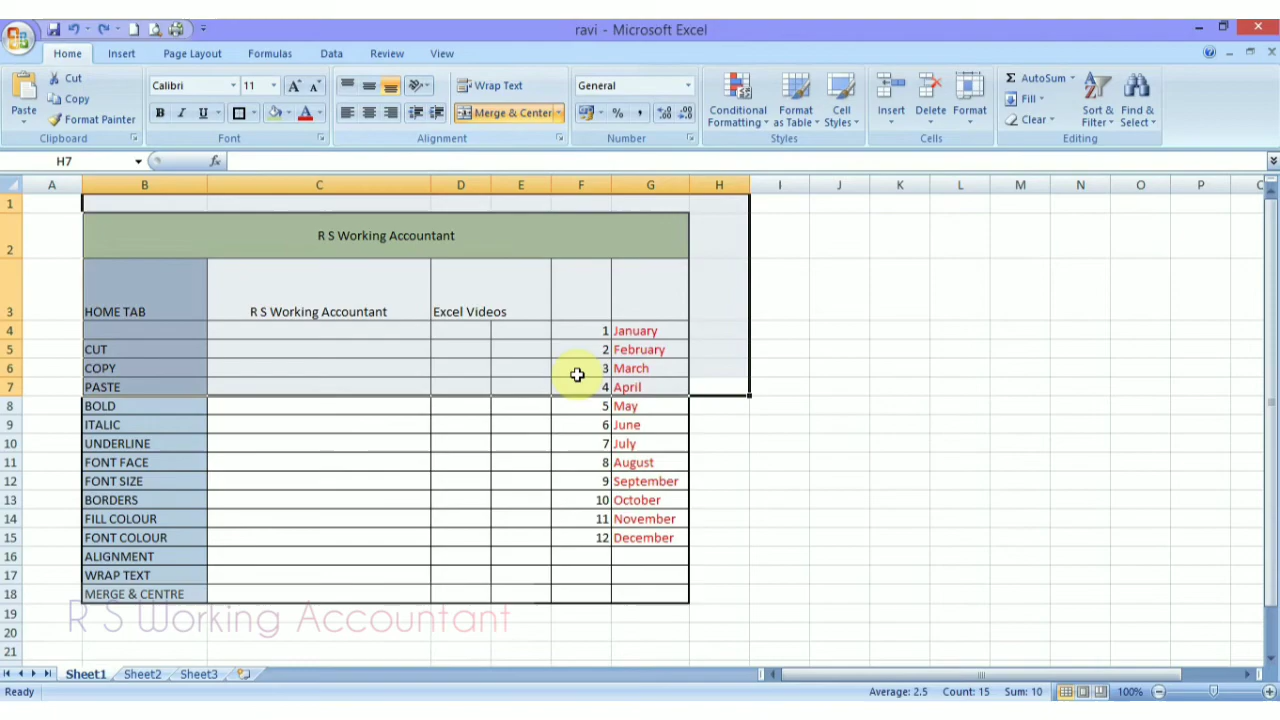 ravi - Microsoft Excel
Home Insert Page Layout Formulas Data Review View
Paste Cut Copy Format Painter Clipboard
Calibri 11 A A B I U A Font
Wrap Text Merge & Center Alignment
General % , Number
Conditional Formatting Format as Table Cell Styles Styles
Insert Delete Format Cells
Σ AutoSum Fill Clear Sort & Filter Find & Select Editing
H7 fx
A B C D E F G H I J K L M N O P
1
2 R S Working Accountant
3 HOME TAB R S Working Accountant Excel Videos
4 1 January
5 CUT 2 February
6 COPY 3 March
7 PASTE 4 April
8 BOLD 5 May
9 ITALIC 6 June
10 UNDERLINE 7 July
11 FONT FACE 8 August
12 FONT SIZE 9 September
13 BORDERS 10 October
14 FILL COLOUR 11 November
15 FONT COLOUR 12 December
16 ALIGNMENT
17 WRAP TEXT
18 MERGE & CENTRE
19 R S Working Accountant
20
21
Sheet1 Sheet2 Sheet3
Ready Average: 2.5 Count: 15 Sum: 10 100%